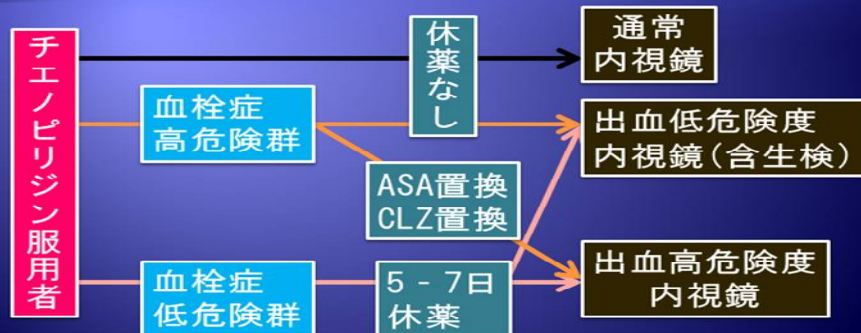 チエノピリジン服用者
休薬なし
通常
内視鏡
血栓症
高危険群
出血低危険度
内視鏡(含生検)
ASA置換
CLZ置換
血栓症
低危険群
5-7日
休薬
出血高危険度
内視鏡